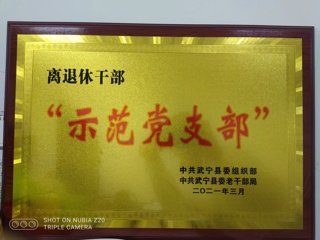 离退休干部
“示范党支部”
中共武宁县委组织部
中共武宁县委老干部局
二〇二一年三月
SHOT ON NUBIA Z20
TRIPLE CAMERA